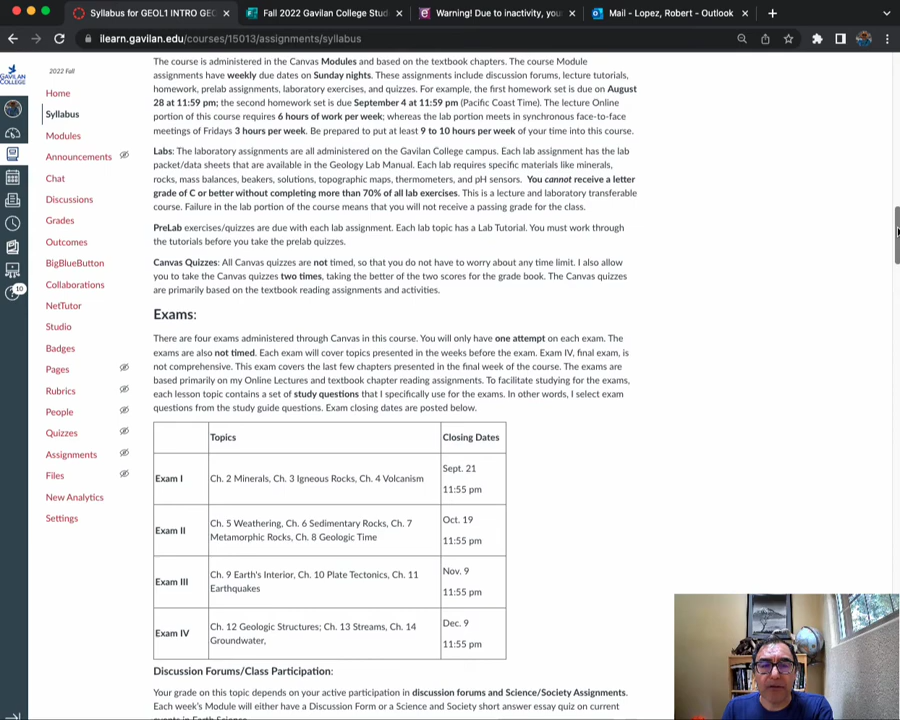 Syllabus for GEOL1 INTRO GEO
Fall 2022 Gavilan College Stud
Warning! Due to inactivity, you
Mail - Lopez, Robert - Outlook
ilearn.gavilan.edu/courses/15013/assignments/syllabus
GAVILAN
COLLEGE
10
2022 Fall
Home
Syllabus
Modules
Announcements
Chat
Discussions
Grades
Outcomes
BigBlueButton
Collaborations
NetTutor
Studio
Badges
Pages
Rubrics
People
Quizzes
Assignments
Files
New Analytics
Settings
The course is administered in the Canvas Modules and based on the textbook chapters. The course Module
assignments have weekly due dates on Sunday nights. These assignments include discussion forums, lecture tutorials,
homework, prelab assignments, laboratory exercises, and quizzes. For example, the first homework set is due on August
28 at 11:59 pm; the second homework set is due September 4 at 11:59 pm (Pacific Coast Time). The lecture Online
portion of this course requires 6 hours of work per week; whereas the lab portion meets in synchronous face-to-face
meetings of Fridays 3 hours per week. Be prepared to put at least 9 to 10 hours per week of your time into this course.
Labs: The laboratory assignments are all administered on the Gavilan College campus. Each lab assignment has the lab
packet/data sheets that are available in the Geology Lab Manual. Each lab requires specific materials like minerals,
rocks, mass balances, beakers, solutions, topographic maps, thermometers, and pH sensors. You cannot receive a letter
grade of C or better without completing more than 70% of all lab exercises. This is a lecture and laboratory transferable
course. Failure in the lab portion of the course means that you will not receive a passing grade for the class.
PreLab exercises/quizzes are due with each lab assignment. Each lab topic has a Lab Tutorial. You must work through
the tutorials before you take the prelab quizzes.
Canvas Quizzes: All Canvas quizzes are not timed, so that you do not have to worry about any time limit. I also allow
you to take the Canvas quizzes two times, taking the better of the two scores for the grade book. The Canvas quizzes
are primarily based on the textbook reading assignments and activities.
Exams:
There are four exams administered through Canvas in this course. You will only have one attempt on each exam. The
exams are also not timed. Each exam will cover topics presented in the weeks before the exam. Exam IV, final exam, is
not comprehensive. This exam covers the last few chapters presented in the final week of the course. The exams are
based primarily on my Online Lectures and textbook chapter reading assignments. To facilitate studying for the exams,
each lesson topic contains a set of study questions that I specifically use for the exams. In other words, I select exam
questions from the study guide questions. Exam closing dates are posted below.
Topics Closing Dates
Exam I Ch. 2 Minerals, Ch. 3 Igneous Rocks, Ch. 4 Volcanism Sept. 21
11:55 pm
Exam II Ch. 5 Weathering, Ch. 6 Sedimentary Rocks, Ch. 7 Oct. 19
Metamorphic Rocks, Ch. 8 Geologic Time 11:55 pm
Exam III Ch. 9 Earth's Interior, Ch. 10 Plate Tectonics, Ch. 11 Nov. 9
Earthquakes 11:55 pm
Exam IV Ch. 12 Geologic Structures; Ch. 13 Streams, Ch. 14 Dec. 9
Groundwater, 11:55 pm
Discussion Forums/Class Participation:
Your grade on this topic depends on your active participation in discussion forums and Science/Society Assignments.
Each week's Module will either have a Discussion Form or a Science and Society short answer essay quiz on current
events in Earth Science